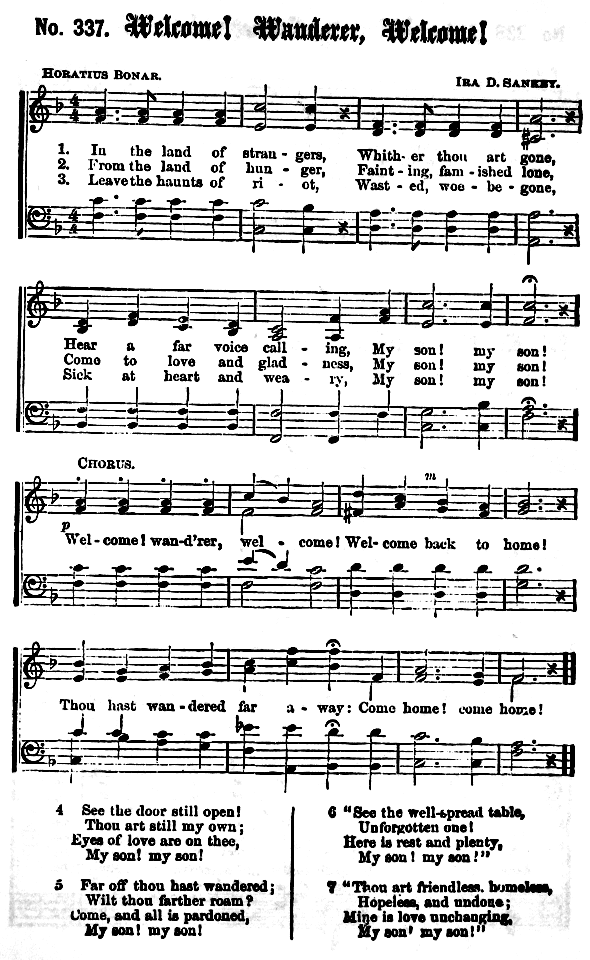 No. 337. Welcome! Wanderer, Welcome!
HORATIUS BONAR. IRA D. SANKEY.
1. In the land of stran - gers, Whith - er thou art gone,
2. From the land of hun - ger, Faint - ing, fam - ished lone,
3. Leave the haunts of ri - ot, Wast - ed, woe - be - gone,
Hear a far voice call - ing, My son! my son!
Come to love and glad - ness, My son! my son!
Sick at heart and wea - ry, My son! my son!
CHORUS.
m
p
Wel - come! wand'rer, wel - come! Wel - come back to home!
Thou hast wan - dered far a - way: Come home! come home!
4 See the door still open!
Thou art still my own;
Eyes of love are on thee,
My son! my son!
5 Far off thou hast wandered;
Wilt thou farther roam?
Come, and all is pardoned,
My son! my son!
6 "See the well-spread table,
Unforgotten one!
Here is rest and plenty,
My son! my son!"
7 "Thou art friendless, homeless,
Hopeless, and undone;
Mine is love unchanging,
My son! my son!"